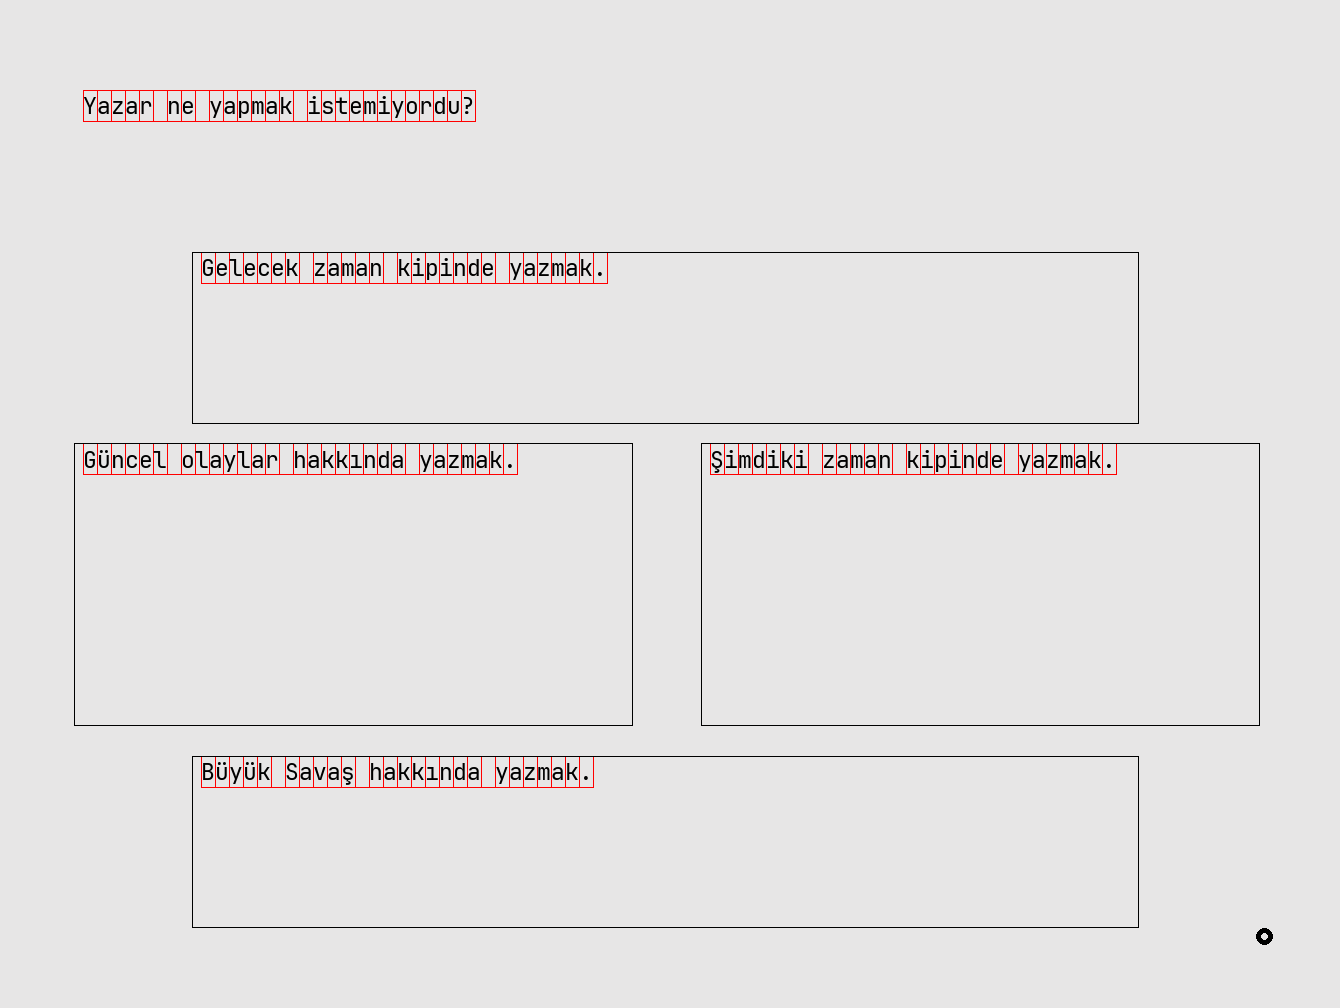 Yazar ne yapmak istemiyordu?
Gelecek zaman kipinde yazmak.
Güncel olaylar hakkında yazmak.
Şimdiki zaman kipinde yazmak.
Büyük Savaş hakkında yazmak.